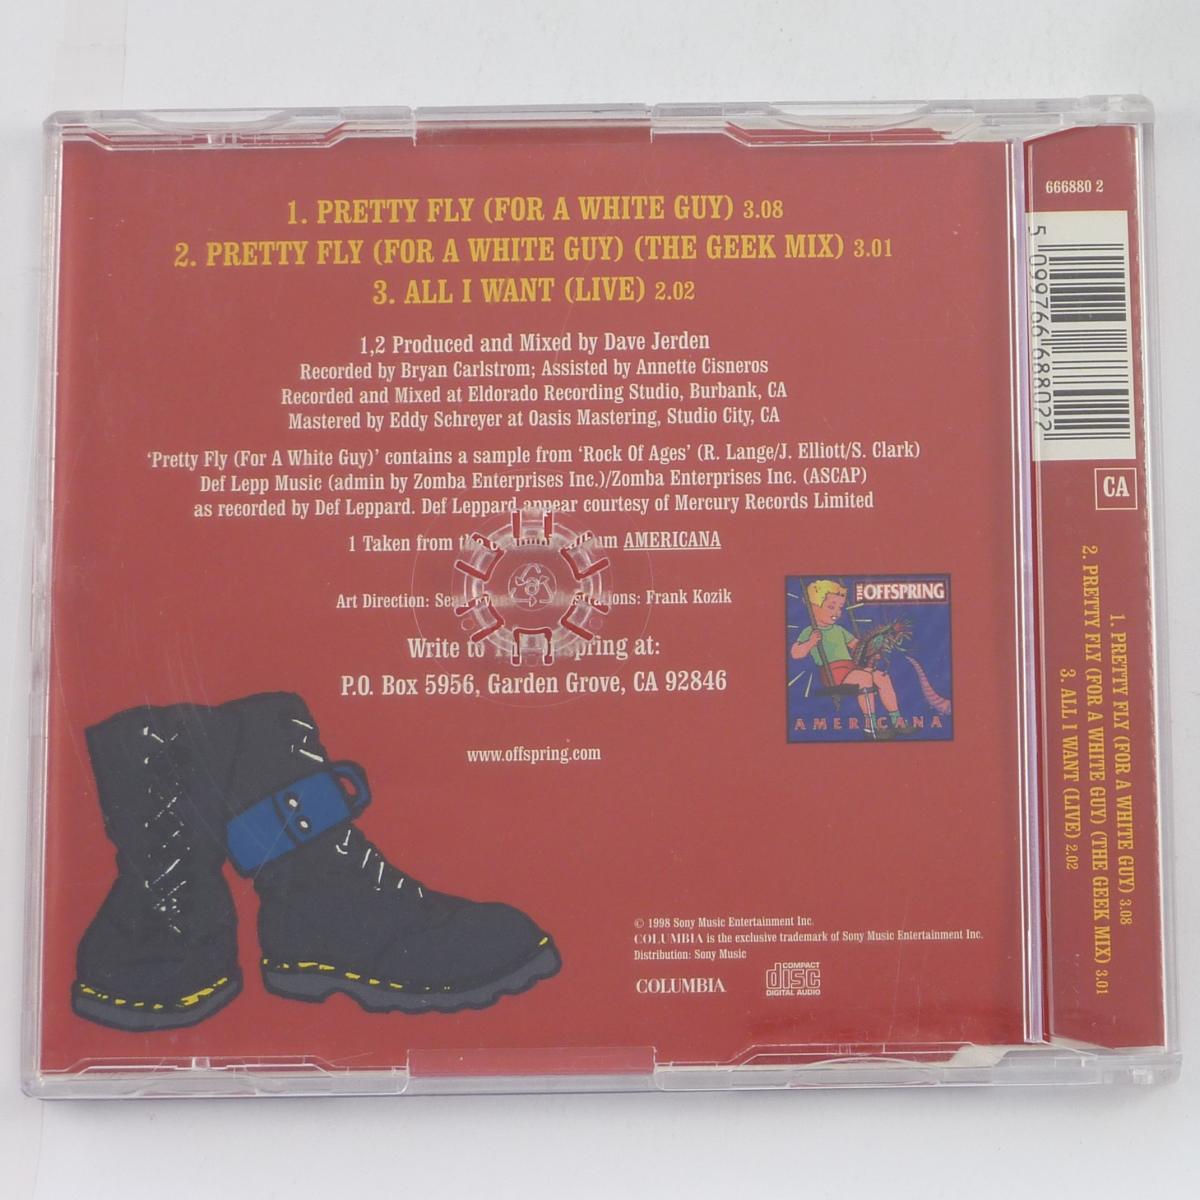 1. PRETTY FLY (FOR A WHITE GUY) 3.08
2. PRETTY FLY (FOR A WHITE GUY) (THE GEEK MIX) 3.01
3. ALL I WANT (LIVE) 2.02
1,2 Produced and Mixed by Dave Jerden
Recorded by Bryan Carlstrom; Assisted by Annette Cisneros
Recorded and Mixed at Eldorado Recording Studio, Burbank, CA
Mastered by Eddy Schreyer at Oasis Mastering, Studio City, CA
'Pretty Fly (For A White Guy)' contains a sample from 'Rock Of Ages' (R. Lange/J. Elliott/S. Clark)
Def Lepp Music (admin by Zomba Enterprises Inc.)/Zomba Enterprises Inc. (ASCAP)
as recorded by Def Leppard. Def Leppard appear courtesy of Mercury Records Limited
1 Taken from the album AMERICANA
Art Direction: Frank Kozik
Write to The Offspring at:
P.O. Box 5956, Garden Grove, CA 92846
www.offspring.com
THE OFFSPRING
AMERICANA
© 1998 Sony Music Entertainment Inc.
COLUMBIA is the exclusive trademark of Sony Music Entertainment Inc.
Distribution: Sony Music
COLUMBIA
COMPACT
disc
DIGITAL AUDIO
666880 2
5 099766 688022
CA
1. PRETTY FLY (FOR A WHITE GUY) 3.08
2. PRETTY FLY (FOR A WHITE GUY) (THE GEEK MIX) 3.01
3. ALL I WANT (LIVE) 2.02